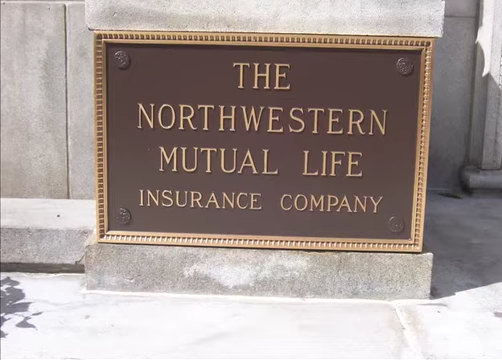 THE
NORTHWESTERN
MUTUAL LIFE
INSURANCE COMPANY